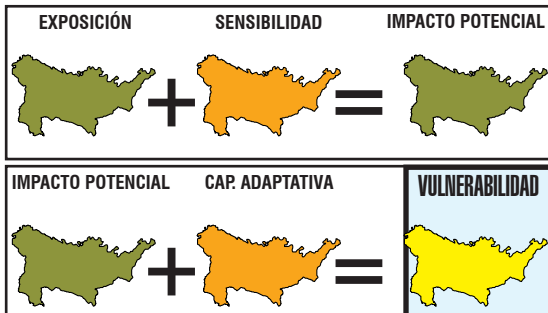 EXPOSICIÓN SENSIBILIDAD IMPACTO POTENCIAL
+ =
IMPACTO POTENCIAL CAP. ADAPTATIVA VULNERABILIDAD
+ =